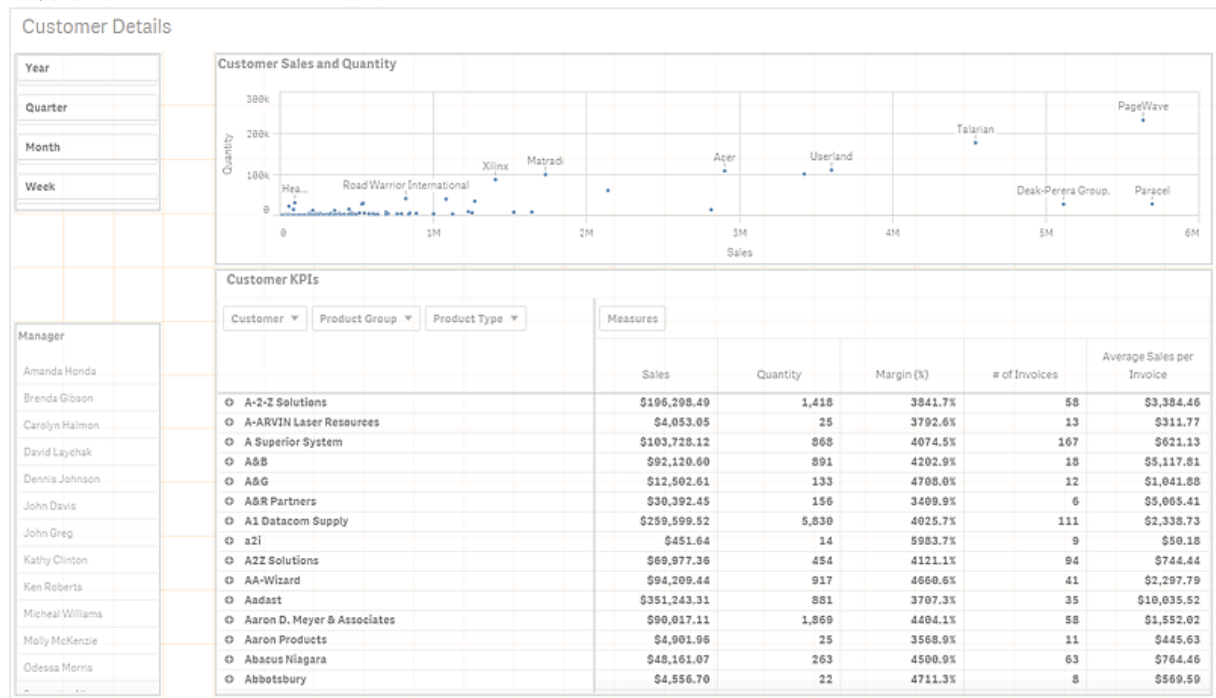 Customer Details
Year
Quarter
Month
Week
Manager
Amanda Honda
Brenda Gibson
Carolyn Halmon
David Laychak
Dennis Johnson
John Davis
John Greg
Kathy Clinton
Ken Roberts
Micheal Williams
Molly McKenzie
Odessa Morris
Customer Sales and Quantity
Quantity
300k
200k
100k
0
PageWave
Talarian
Acer
Userland
Xilinx
Matradi
Hea...
Road Warrior International
Deak-Perera Group.
Paracel
0 1M 2M 3M 4M 5M 6M
Sales
Customer KPIs
Customer Product Group Product Type Measures
Sales Quantity Margin (%) # of Invoices Average Sales per Invoice
A-2-Z Solutions $196,298.49 1,418 3841.7% 58 $3,384.46
A-ARVIN Laser Resources $4,053.05 25 3792.6% 13 $311.77
A Superior System $103,728.12 868 4074.5% 167 $621.13
A&B $92,120.60 891 4202.9% 18 $5,117.81
A&G $12,502.61 133 4708.0% 12 $1,041.88
A&R Partners $30,392.45 156 3409.9% 6 $5,065.41
A1 Datacom Supply $259,599.52 5,830 4025.7% 111 $2,338.73
a2i $451.64 14 5983.7% 9 $50.18
A2Z Solutions $69,977.36 454 4121.1% 94 $744.44
AA-Wizard $94,209.44 917 4660.6% 41 $2,297.79
Aadast $351,243.31 881 3707.3% 35 $10,035.52
Aaron D. Meyer & Associates $90,017.11 1,869 4404.1% 58 $1,552.02
Aaron Products $4,901.96 25 3568.9% 11 $445.63
Abacus Niagara $48,161.07 263 4500.9% 63 $764.46
Abbotsbury $4,556.70 22 4711.3% 8 $569.59